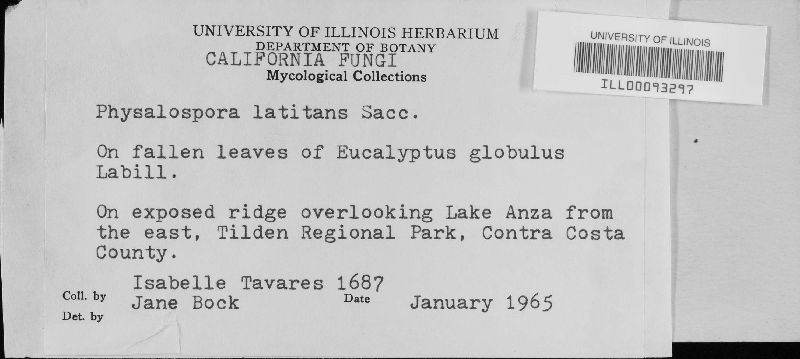 UNIVERSITY OF ILLINOIS HERBARIUM
DEPARTMENT OF BOTANY
CALIFORNIA FUNGI
Mycological Collections
UNIVERSITY OF ILLINOIS
ILL00093297
Physalospora latitans Sacc.
On fallen leaves of Eucalyptus globulus
Labill.
On exposed ridge overlooking Lake Anza from
the east, Tilden Regional Park, Contra Costa
County.
Isabelle Tavares 1687
Coll. by Jane Bock Date January 1965
Det. by